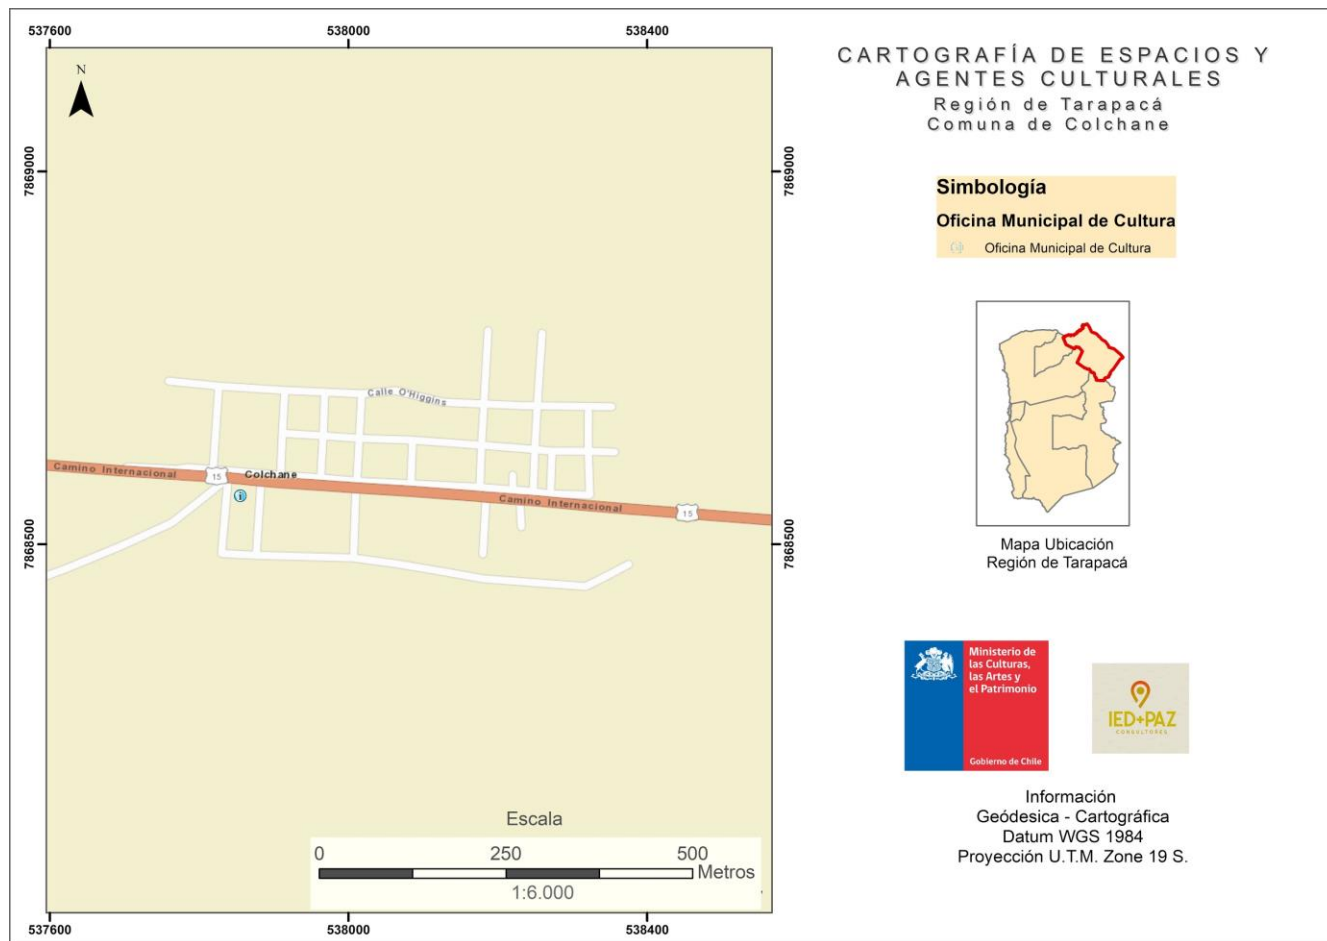 537600
538000
538400
N
7869000
7869000
Calle O'Higgins
Camino Internacional
15
Colchane
Camino Internacional
15
7868500
7868500
Escala
0
250
500
Metros
1:6.000
537600
538000
538400
CARTOGRAFÍA DE ESPACIOS Y
AGENTES CULTURALES
Región de Tarapacá
Comuna de Colchane
Simbología
Oficina Municipal de Cultura
Oficina Municipal de Cultura
Mapa Ubicación
Región de Tarapacá
Ministerio de
las Culturas,
las Artes y
el Patrimonio
Gobierno de Chile
IED+PAZ
CONSULTORES
Información
Geódesica - Cartográfica
Datum WGS 1984
Proyección U.T.M. Zone 19 S.